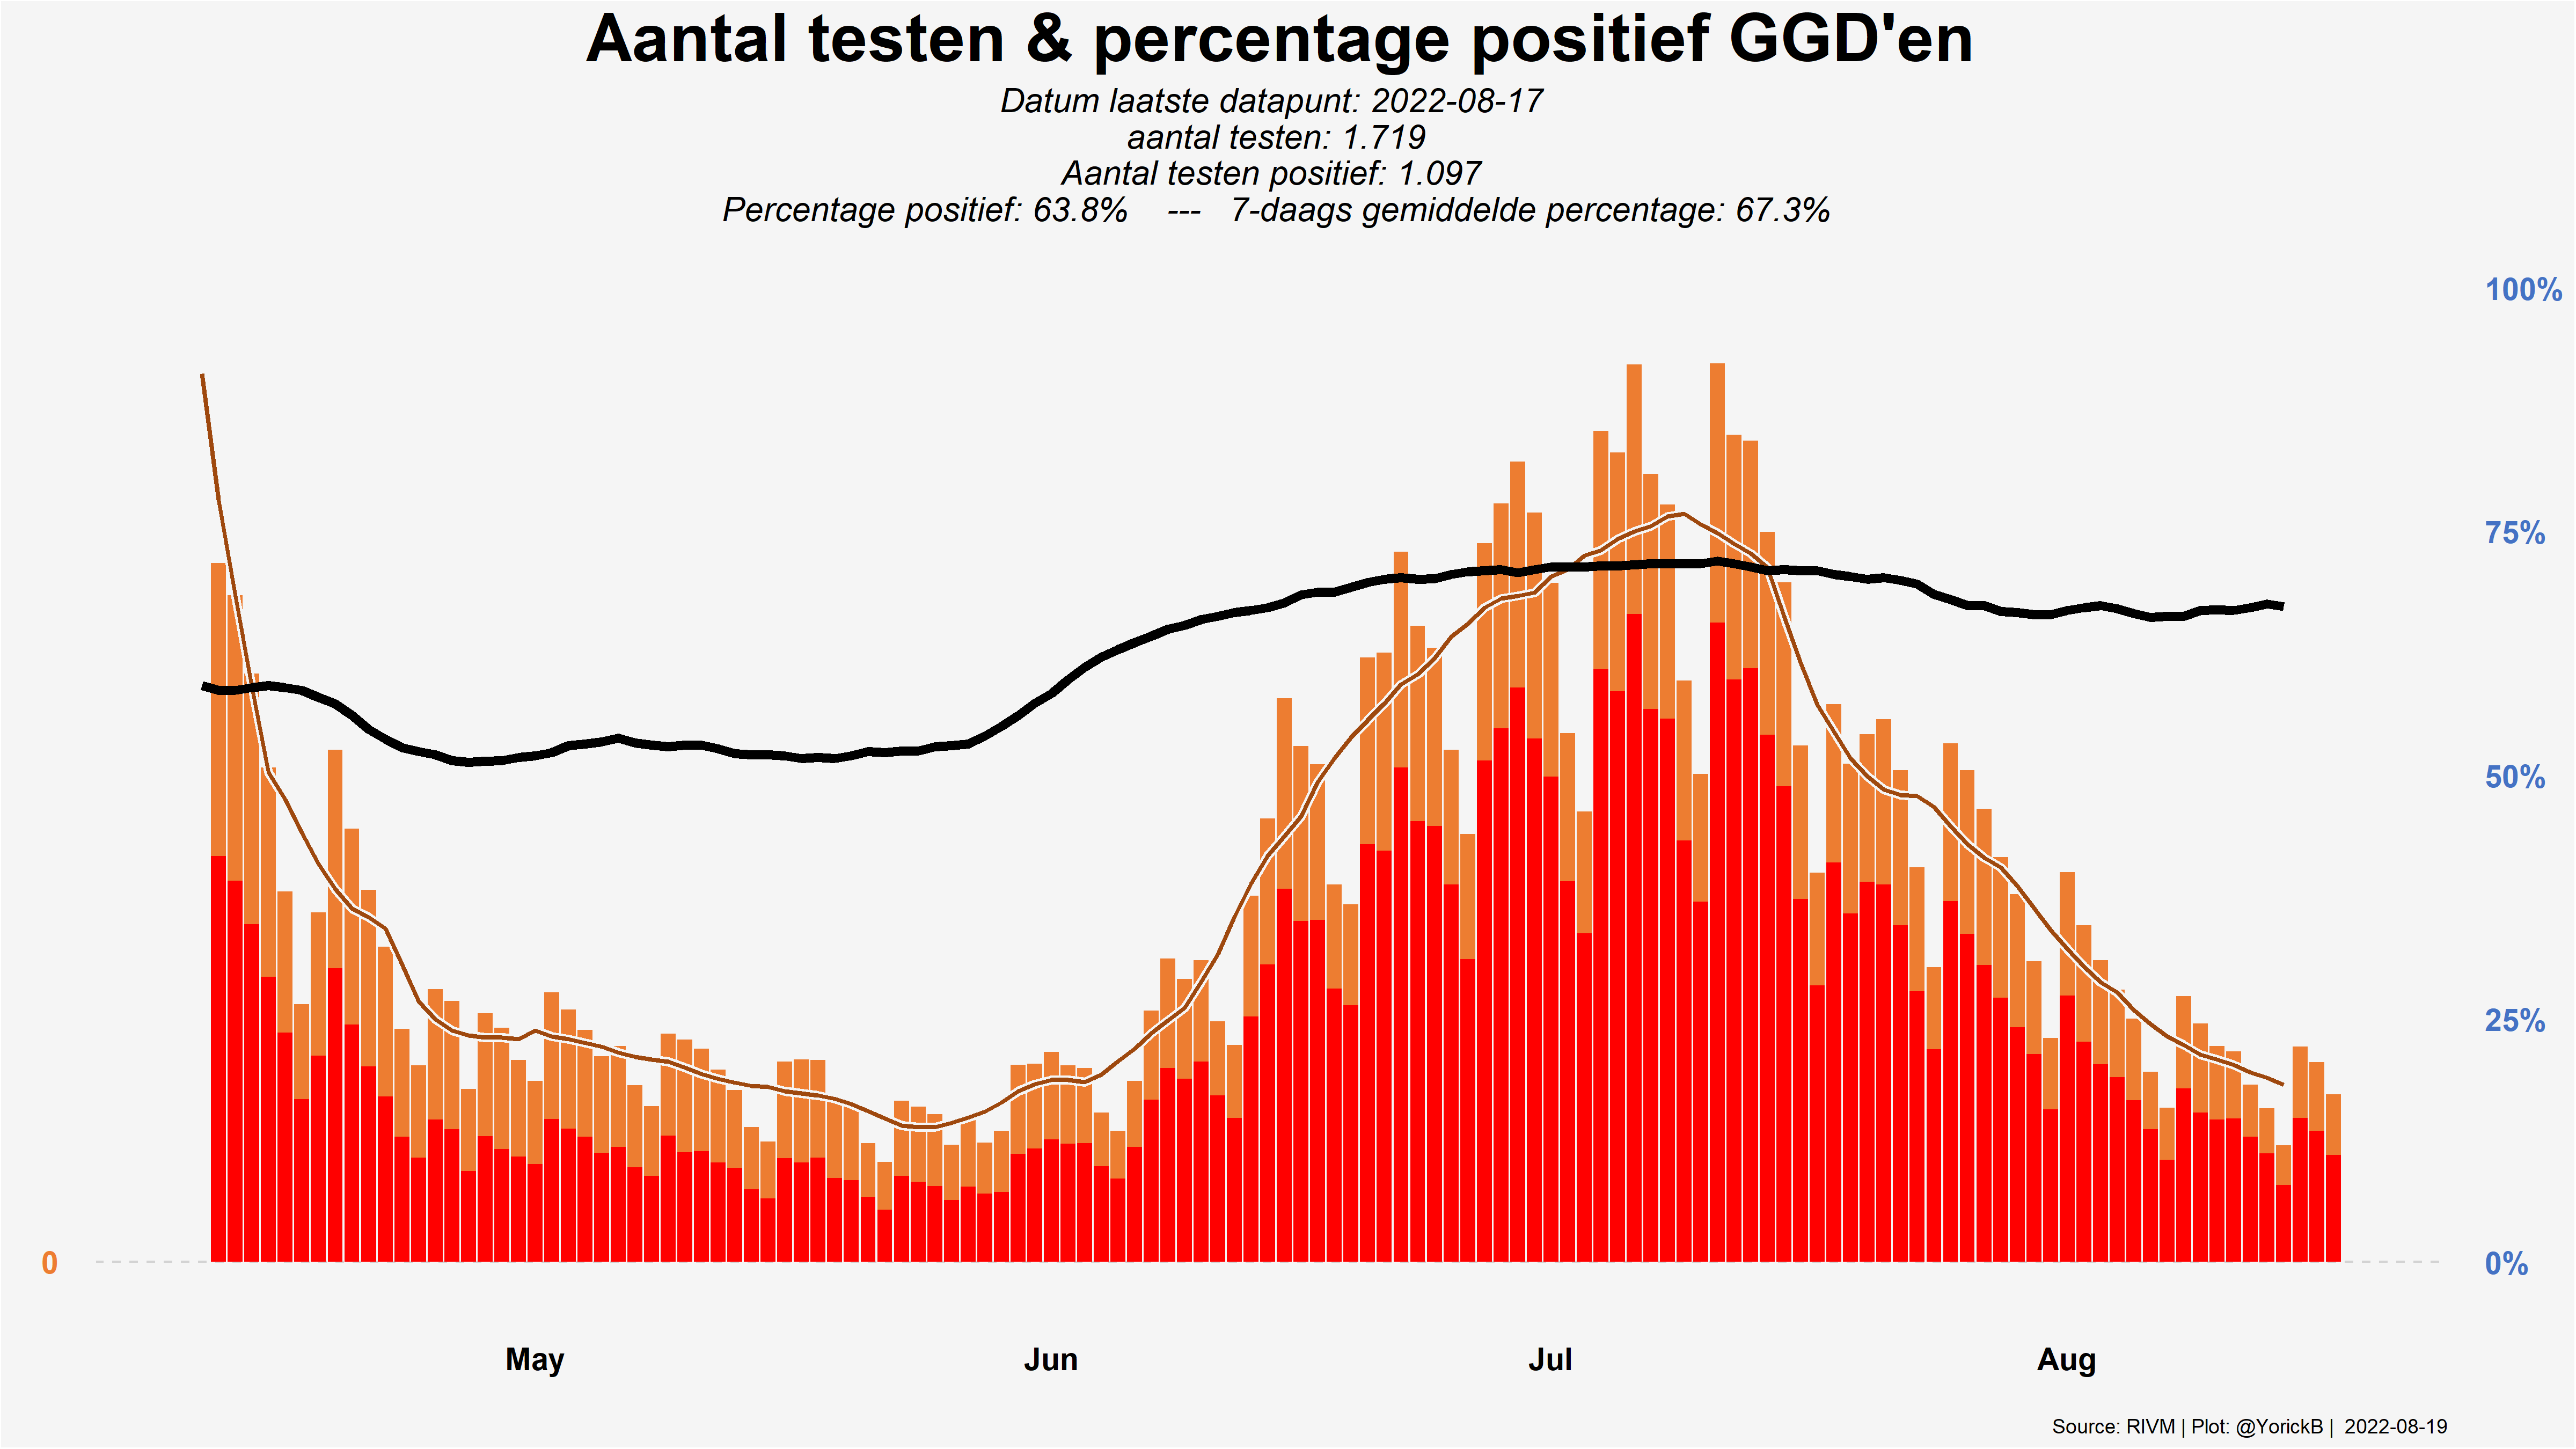 Aantal testen & percentage positief GGD'en
Datum laatste datapunt: 2022-08-17
aantal testen: 1.719
Aantal testen positief: 1.097
Percentage positief: 63.8% --- 7-daags gemiddelde percentage: 67.3%
100%
75%
50%
25%
0 0%
May Jun Jul Aug
Source: RIVM | Plot: @YorickB | 2022-08-19